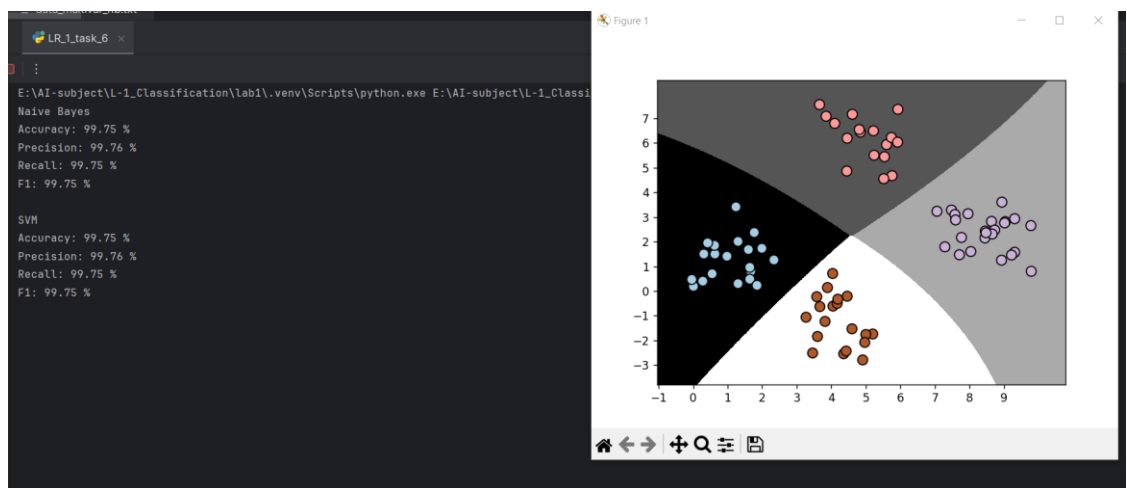 LR_1_task_6
E:\AI-subject\L-1_Classification\lab1\.venv\Scripts\python.exe E:\AI-subject\L-1_Classi
Naive Bayes
Accuracy: 99.75 %
Precision: 99.76 %
Recall: 99.75 %
F1: 99.75 %
SVM
Accuracy: 99.75 %
Precision: 99.76 %
Recall: 99.75 %
F1: 99.75 %
Figure 1
7
6
5
4
3
2
1
0
−1
−2
−3
−1 0 1 2 3 4 5 6 7 8 9